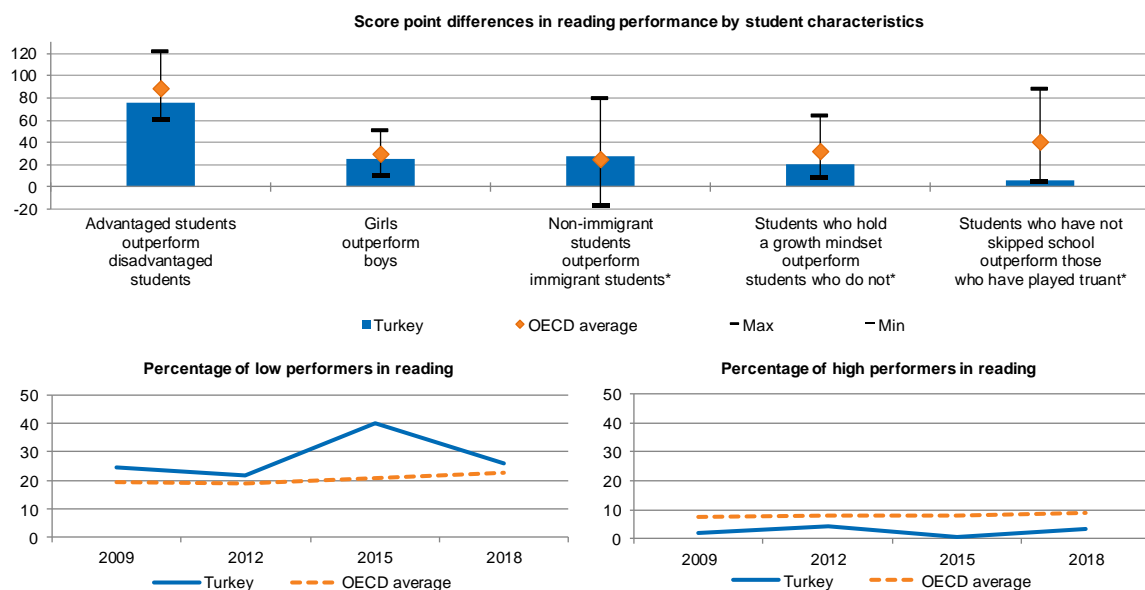 Score point differences in reading performance by student characteristics
120
100
80
60
40
20
0
-20
Advantaged students
outperform
disadvantaged
students
Girls
outperform
boys
Non-immigrant
students
outperform
immigrant students*
Students who hold
a growth mindset
outperform
students who do not*
Students who have not
skipped school
outperform those
who have played truant*
Turkey OECD average Max Min
Percentage of low performers in reading
50
40
30
20
10
0
2009 2012 2015 2018
Turkey OECD average
Percentage of high performers in reading
50
40
30
20
10
0
2009 2012 2015 2018
Turkey OECD average